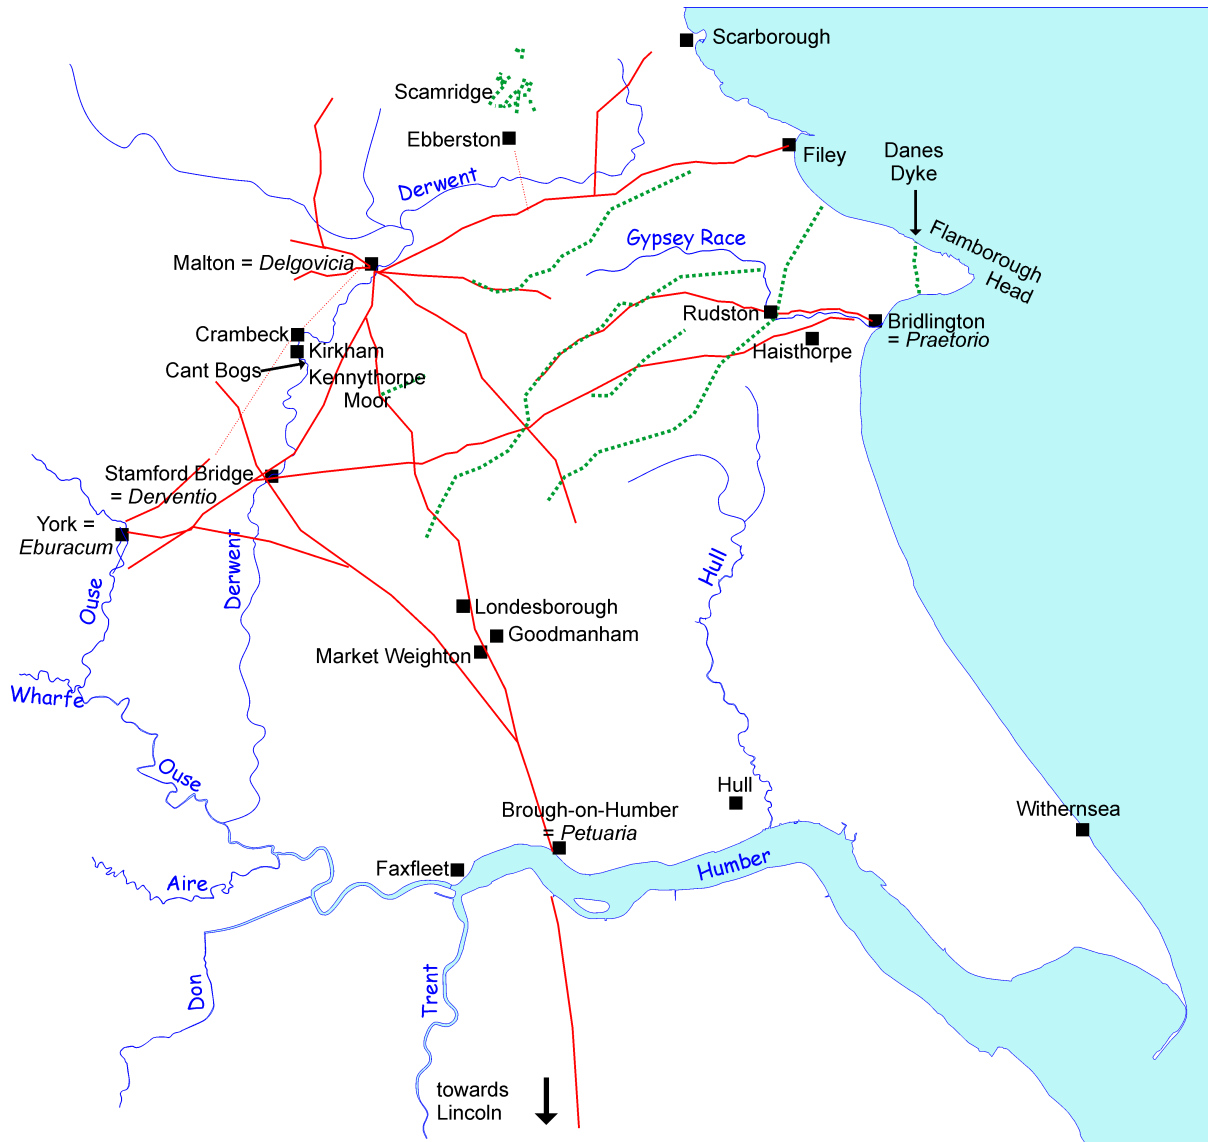 Scarborough
Scamridge
Ebberston
Filey
Danes
Dyke
Derwent
Flamborough
Head
Gypsey Race
Malton = Delgovicia
Rudston
Bridlington
= Praetorio
Crambeck
Kirkham
Haisthorpe
Cant Bogs
Kennythorpe
Moor
Stamford Bridge
= Derventio
York =
Eburacum
Ouse
Derwent
Hull
Londesborough
Goodmanham
Market Weighton
Wharfe
Ouse
Hull
Brough-on-Humber
= Petuaria
Withernsea
Faxfleet
Humber
Aire
Don
Trent
towards
Lincoln